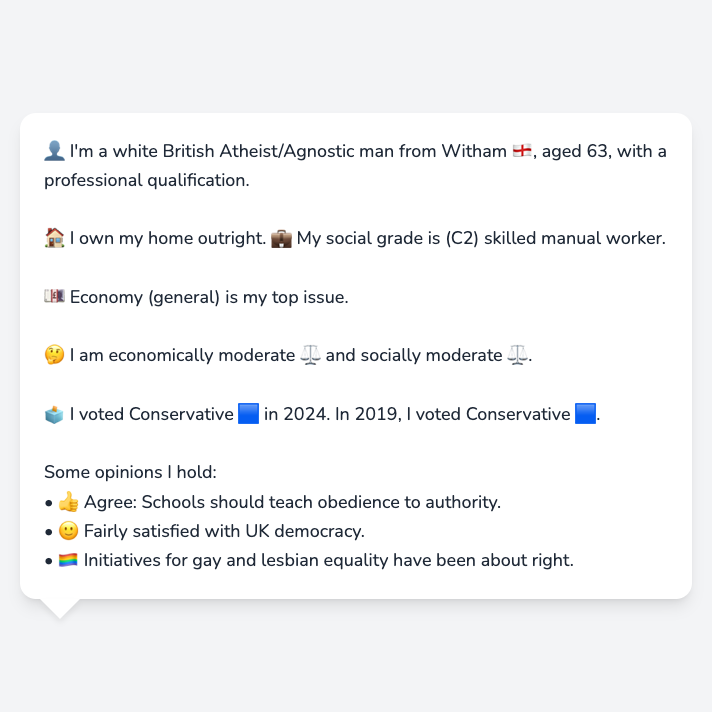 👤 I'm a white British Atheist/Agnostic man from Witham 🏴󠁧󠁢󠁥󠁮󠁧󠁿, aged 63, with a
professional qualification.
🏠 I own my home outright. 💼 My social grade is (C2) skilled manual worker.
💷 Economy (general) is my top issue.
🤔 I am economically moderate ⚖️ and socially moderate ⚖️.
🗳️ I voted Conservative 🟦 in 2024. In 2019, I voted Conservative 🟦.
Some opinions I hold:
• 👍 Agree: Schools should teach obedience to authority.
• 🙂 Fairly satisfied with UK democracy.
• 🏳️‍🌈 Initiatives for gay and lesbian equality have been about right.